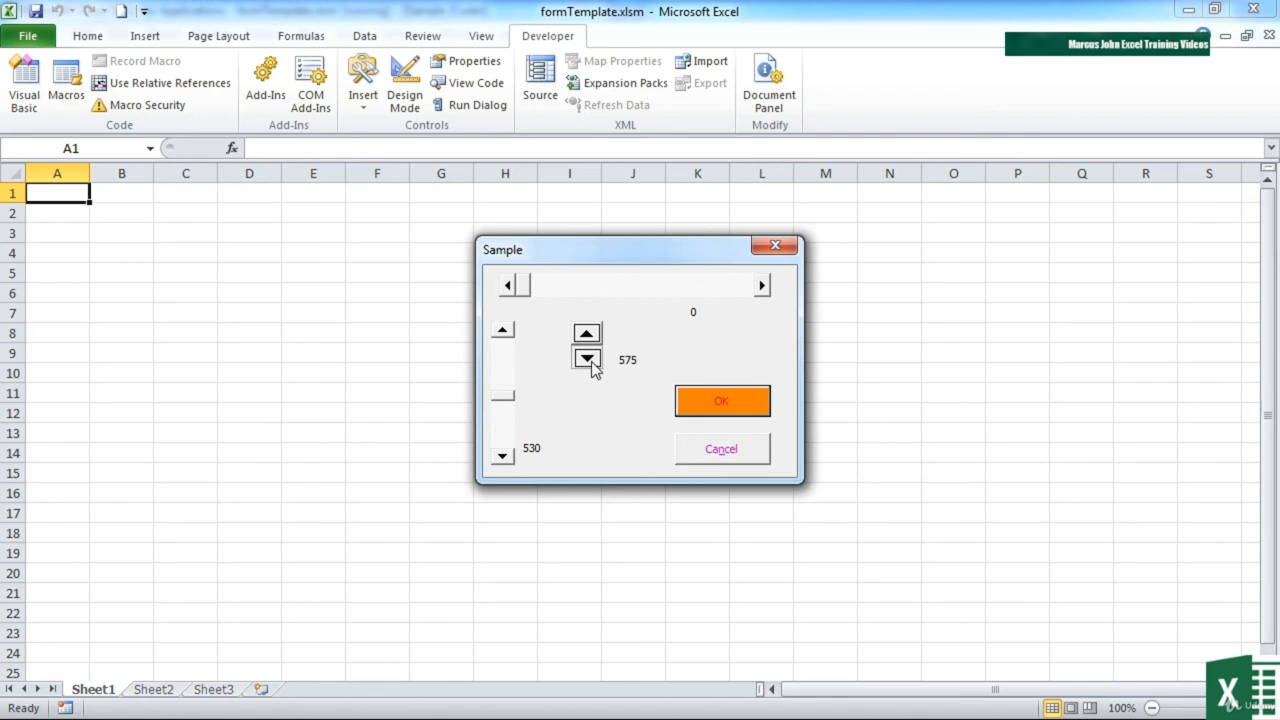 formTemplate.xlsm - Microsoft Excel
File Home Insert Page Layout Formulas Data Review View Developer
Marcus John Excel Training Videos
Visual Basic
Macros
Record Macro
Use Relative References
Macro Security
Code
Add-Ins
COM Add-Ins
Add-Ins
Insert
Design Mode
Properties
View Code
Run Dialog
Controls
Source
Map Properties
Expansion Packs
Refresh Data
Import
Export
XML
Document Panel
Modify
A1
fx
A B C D E F G H I J K L M N O P Q R S
1
2
3
4
5
6
7
8
9
10
11
12
13
14
15
16
17
18
19
20
21
22
23
24
25
Sample
0
575
OK
530
Cancel
Sheet1 Sheet2 Sheet3
Ready
100%
X
Udemy